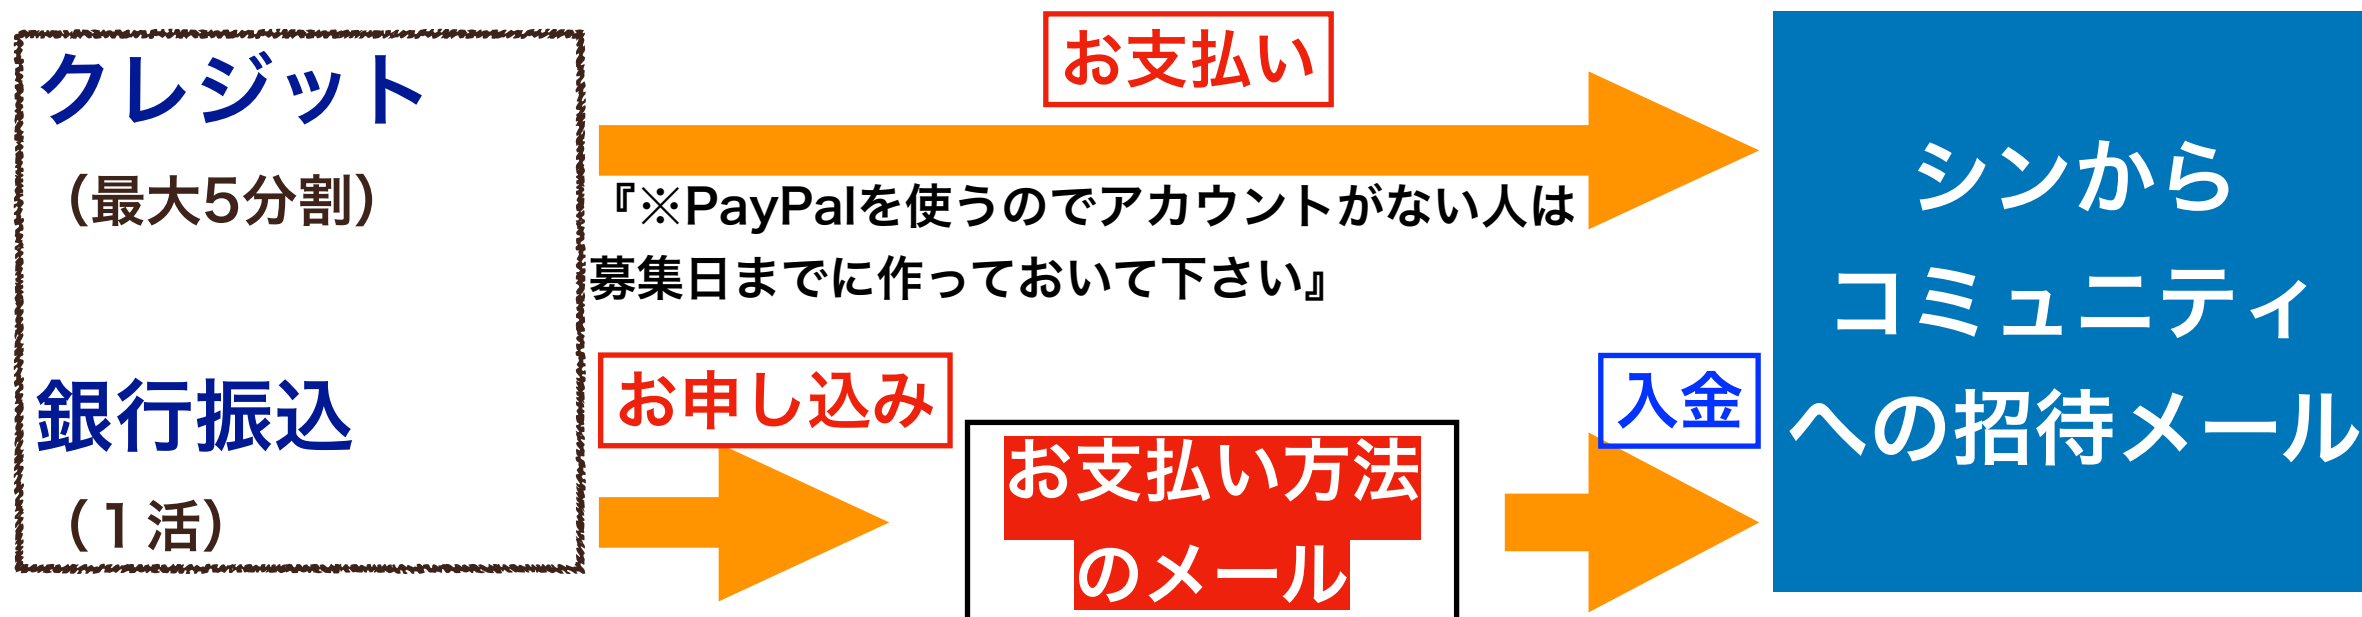 クレジット
（最大5分割）
銀行振込
（１活）
お支払い
『※PayPalを使うのでアカウントがない人は
募集日までに作っておいて下さい』
お申し込み
お支払い方法
のメール
入金
シンから
コミュニティ
への招待メール